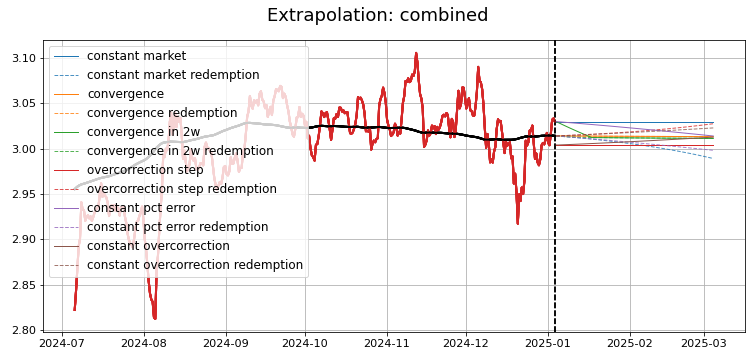 Extrapolation: combined
constant market
constant market redemption
convergence
convergence redemption
convergence in 2w
convergence in 2w redemption
overcorrection step
overcorrection step redemption
constant pct error
constant pct error redemption
constant overcorrection
constant overcorrection redemption
3.10
3.05
3.00
2.95
2.90
2.85
2.80
2024-07 2024-08 2024-09 2024-10 2024-11 2024-12 2025-01 2025-02 2025-03